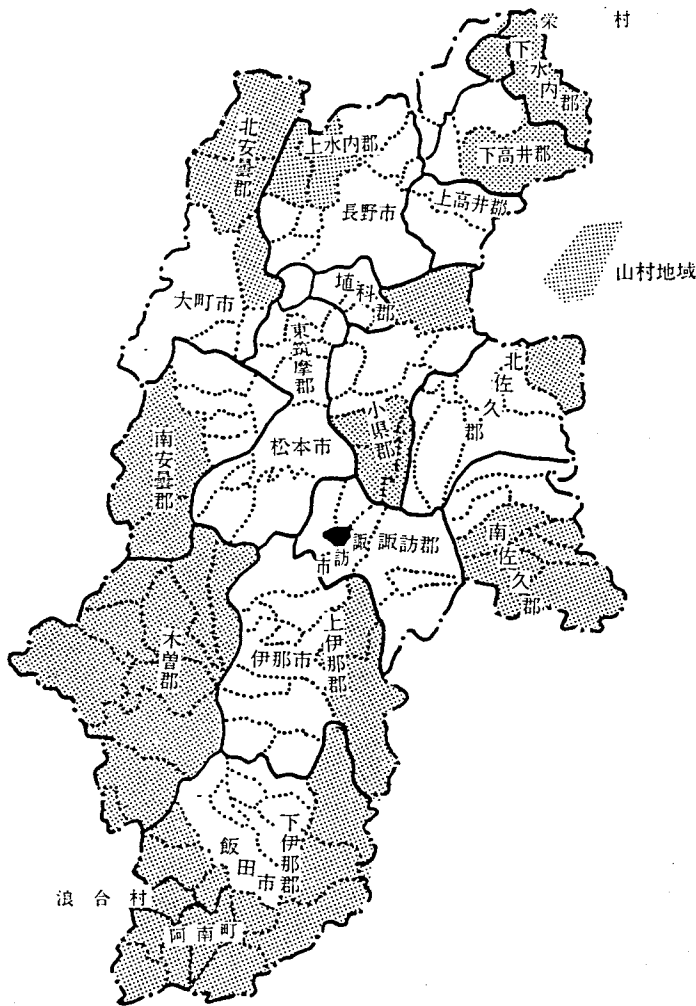 栄村
下水内郡
北安曇郡
上水内郡
下高井郡
長野市
上高井郡
山村地域
大町市
埴科郡
東筑摩郡
北佐久郡
小県郡
南安曇郡
松本市
諏訪市
諏訪郡
南佐久郡
木曽郡
伊那市
上伊那郡
下伊那郡
飯田市
浪合村
阿南町